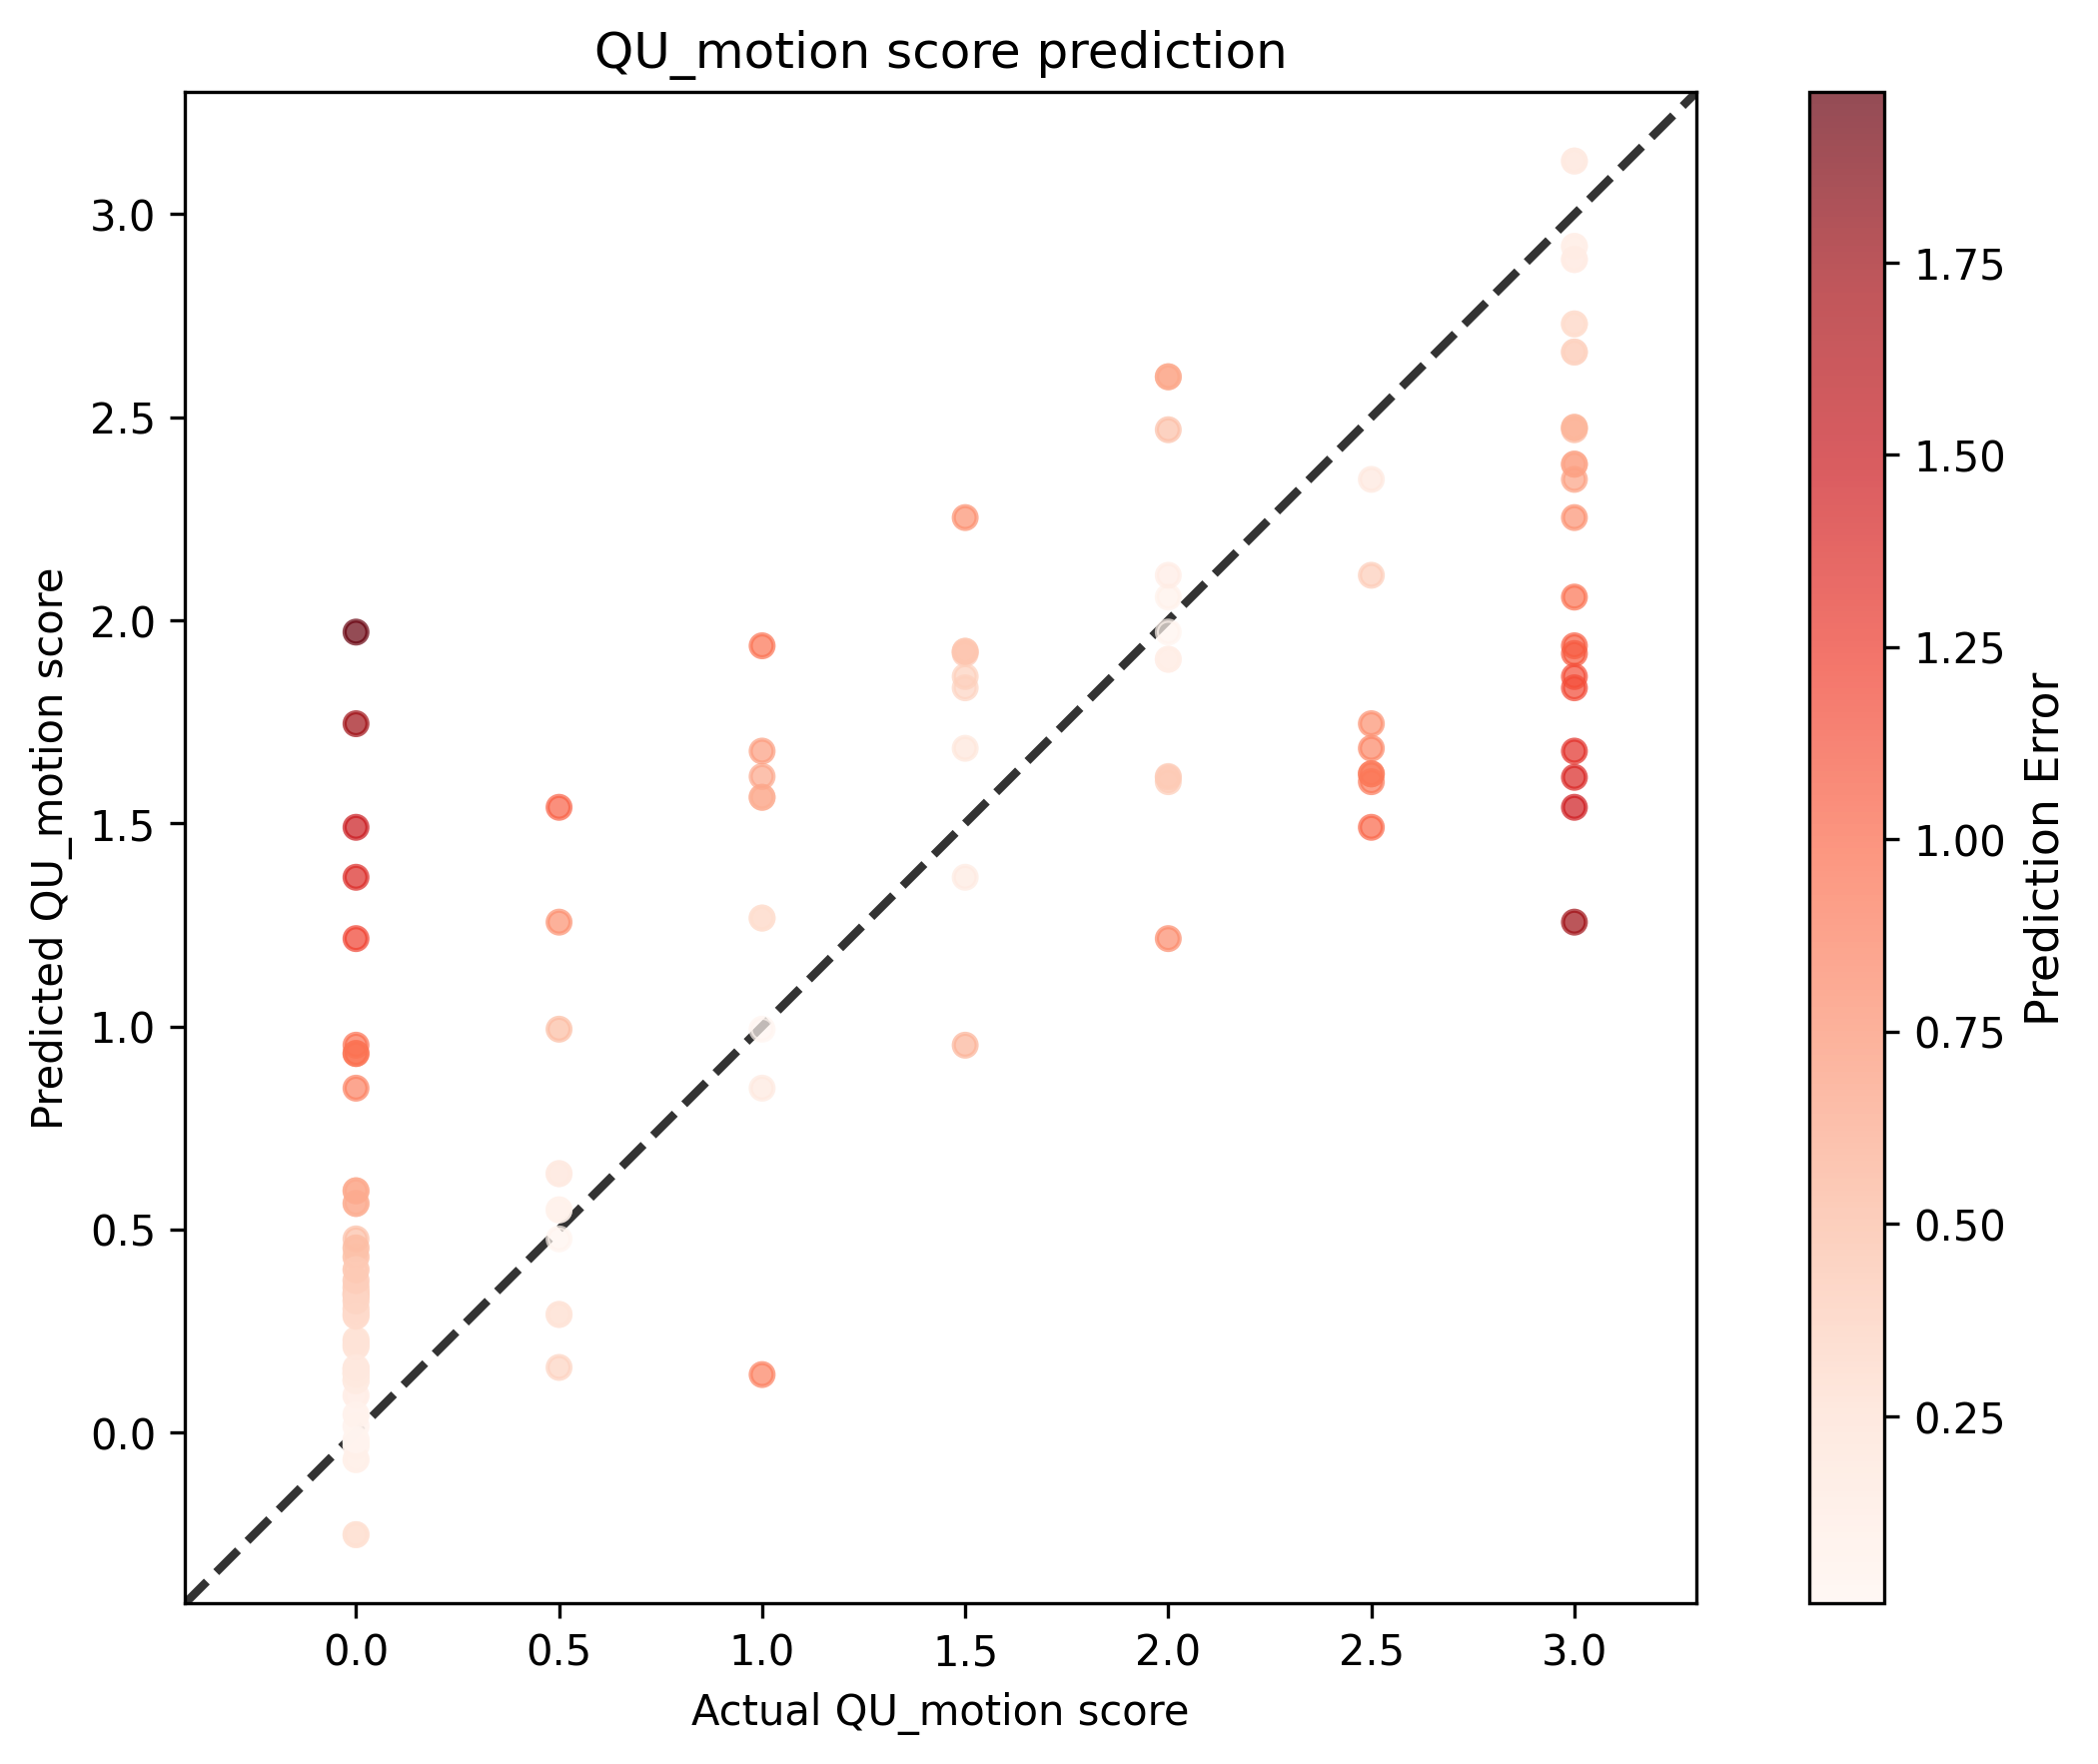 QU_motion score prediction
Predicted QU_motion score
3.0
2.5
2.0
1.5
1.0
0.5
0.0
0.0 0.5 1.0 1.5 2.0 2.5 3.0
Actual QU_motion score
1.75
1.50
1.25
1.00
0.75
0.50
0.25
Prediction Error